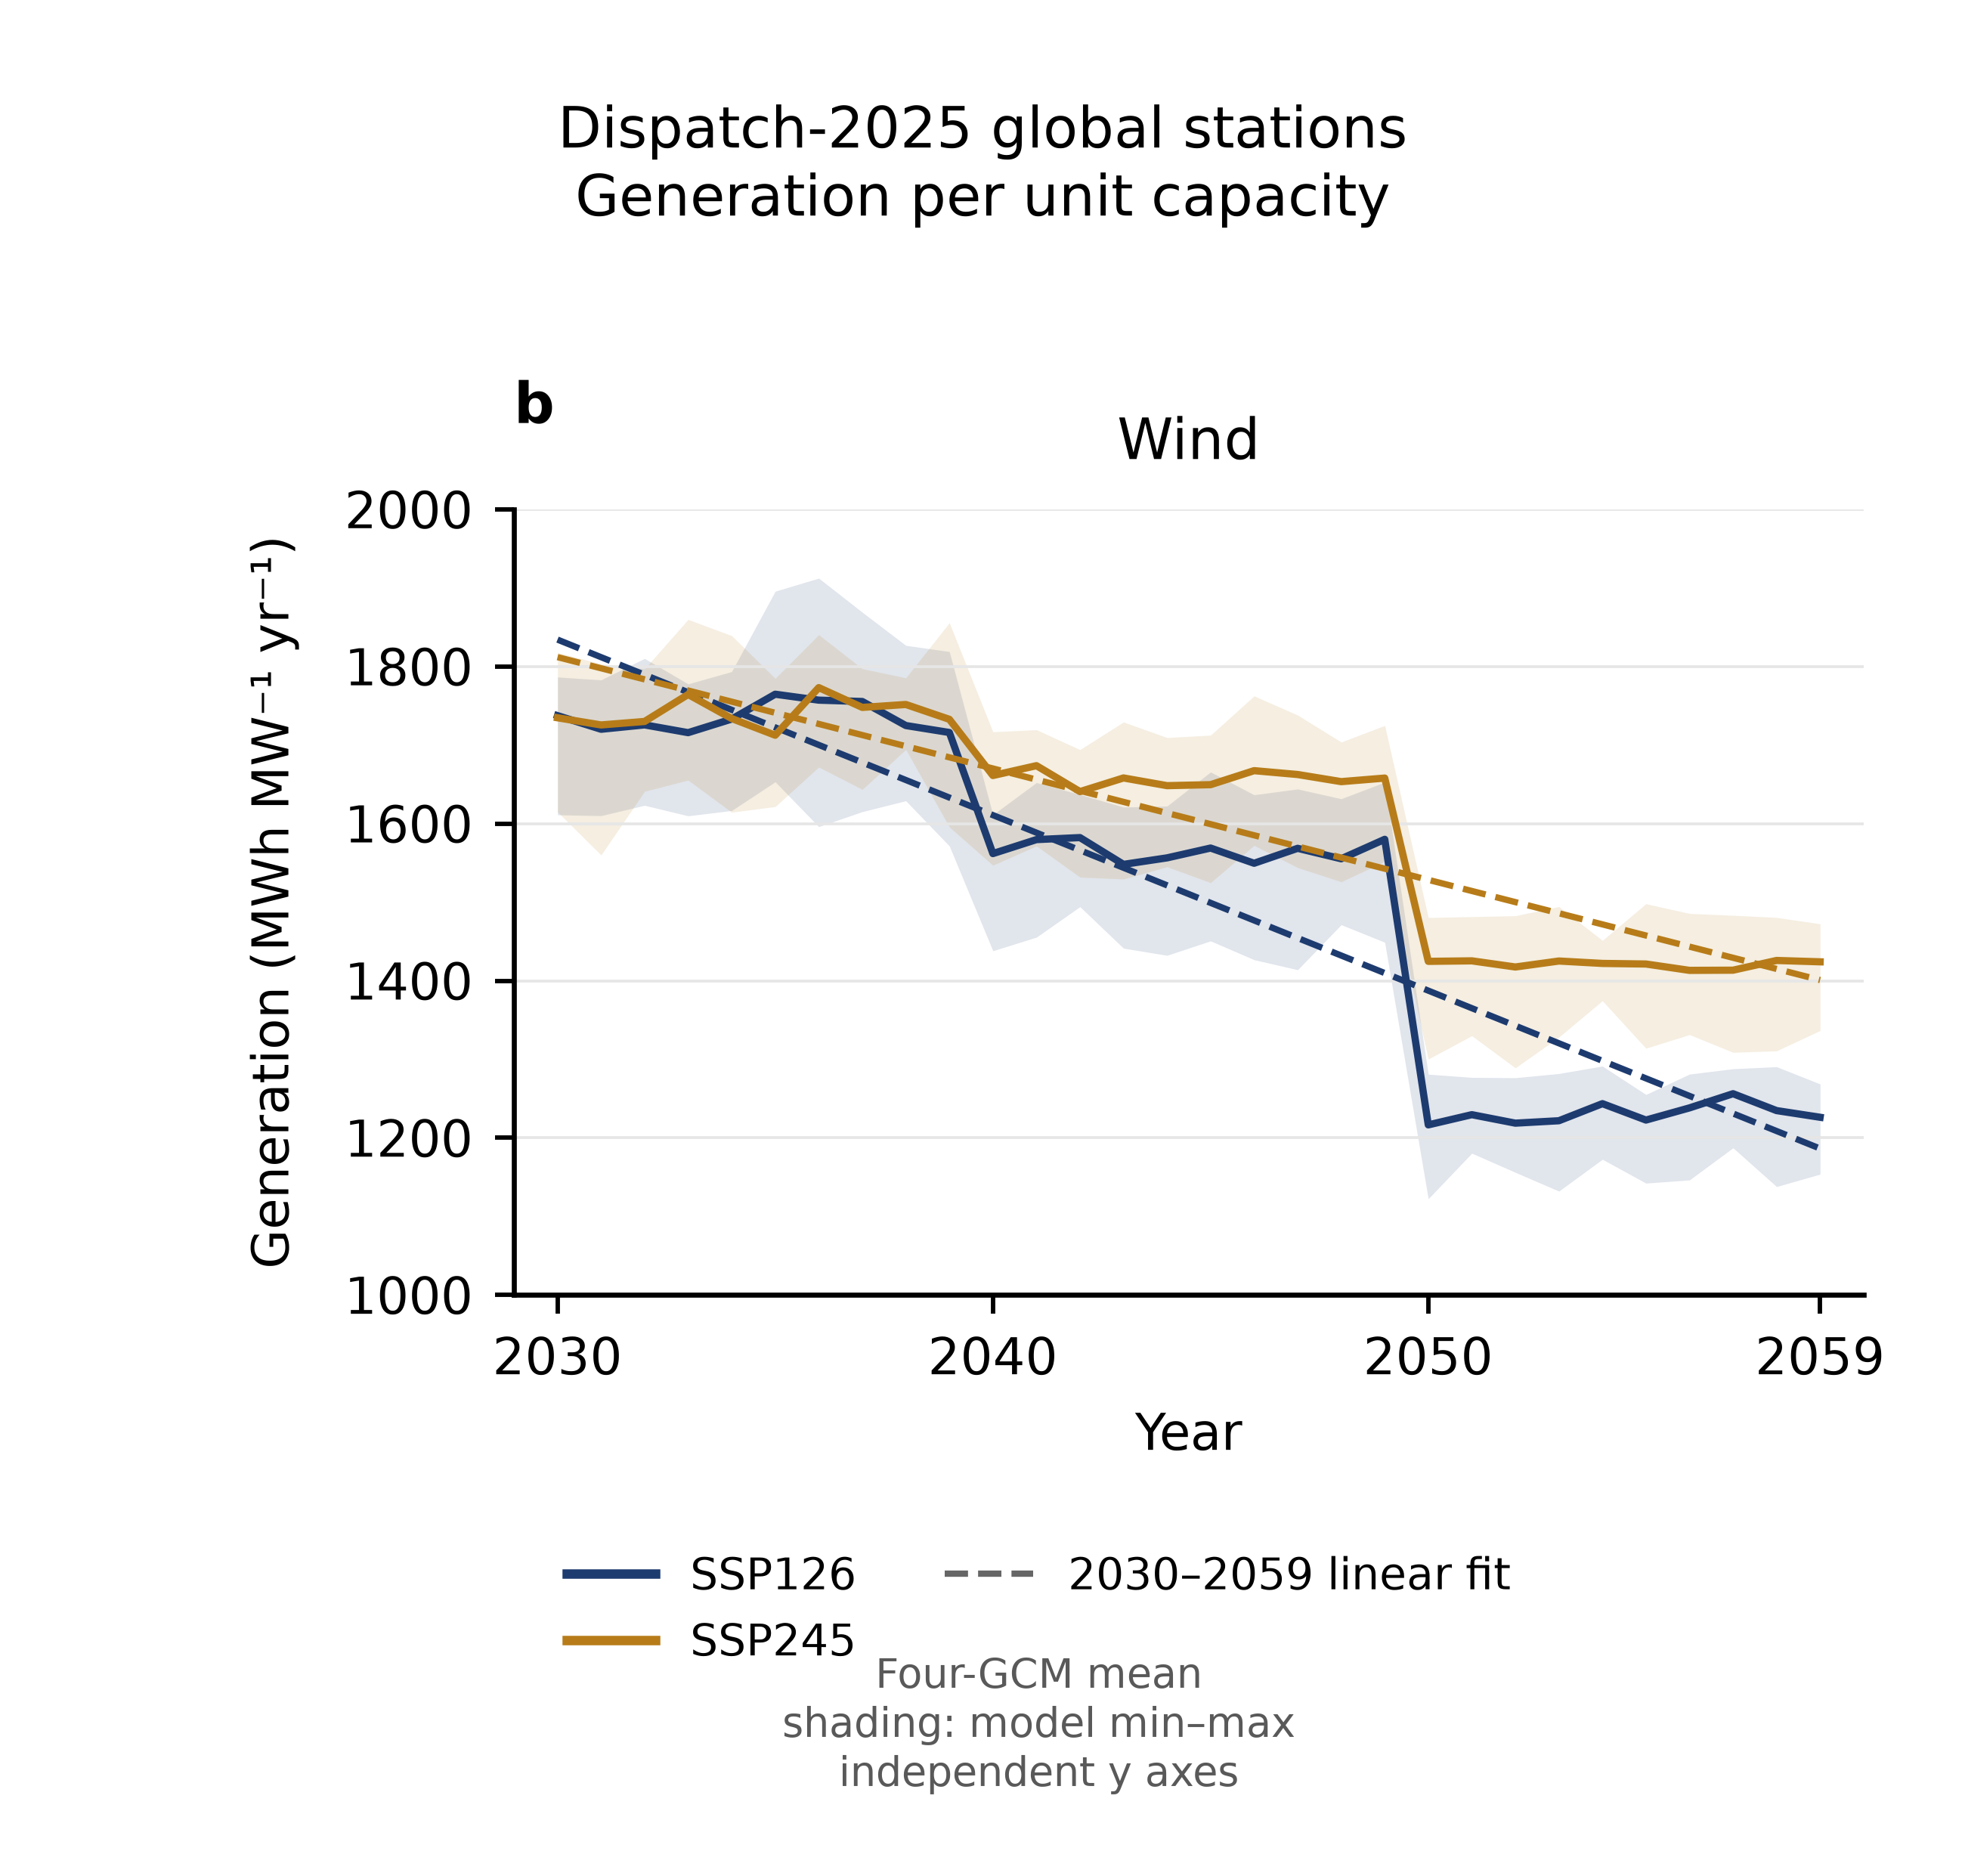 Dispatch-2025 global stations
Generation per unit capacity
b
Wind
Generation (MWh MW⁻¹ yr⁻¹)
2000
1800
1600
1400
1200
1000
2030 2040 2050 2059
Year
SSP126
2030–2059 linear fit
SSP245
Four-GCM mean
shading: model min–max
independent y axes